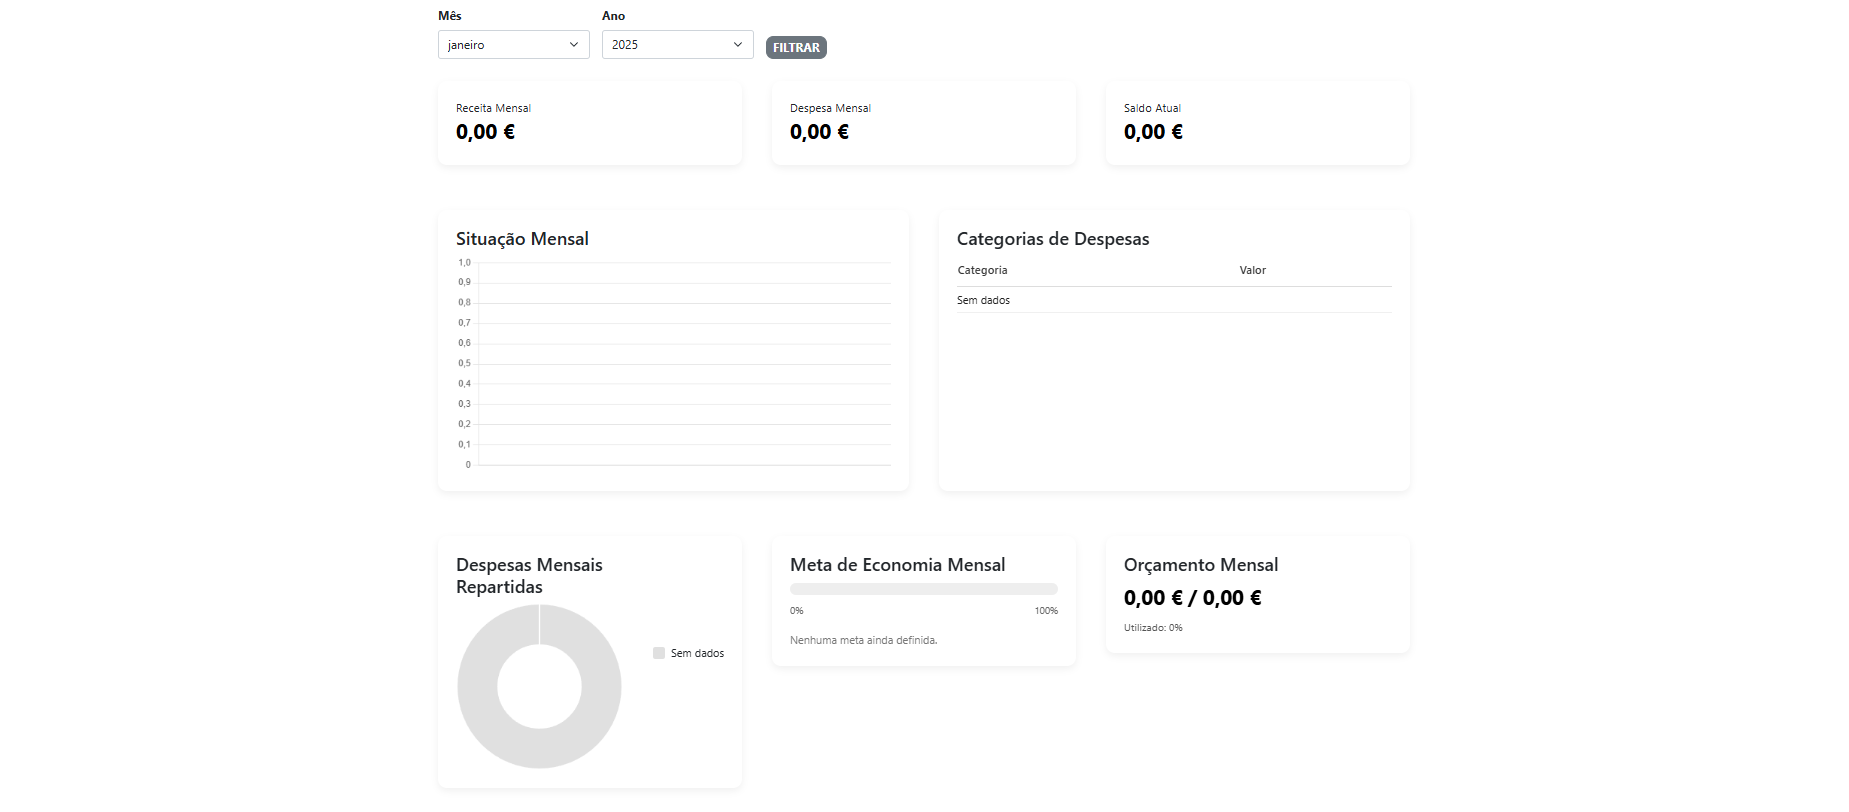 Mês
Ano
janeiro
2025
FILTRAR
Receita Mensal
0,00 €
Despesa Mensal
0,00 €
Saldo Atual
0,00 €
Situação Mensal
1,0
0,9
0,8
0,7
0,6
0,5
0,4
0,3
0,2
0,1
0
Categorias de Despesas
Categoria
Valor
Sem dados
Despesas Mensais
Repartidas
Sem dados
Meta de Economia Mensal
0%
100%
Nenhuma meta ainda definida.
Orçamento Mensal
0,00 € / 0,00 €
Utilizado: 0%